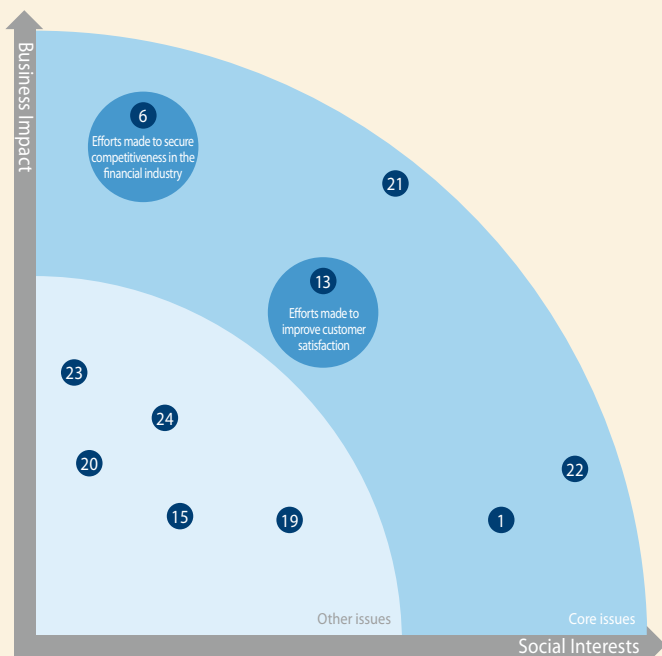 Business Impact
6
Efforts made to secure
competitiveness in the
financial industry
21
13
Efforts made to
improve customer
satisfaction
23
24
20
22
15
19
1
Other issues
Core issues
Social Interests